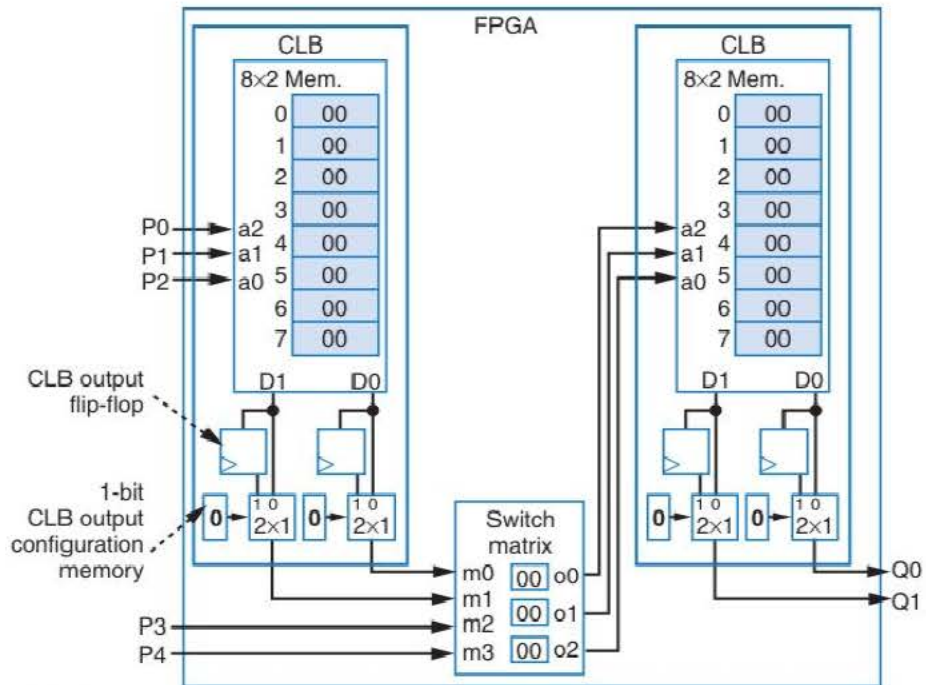 FPGA
CLB
8×2 Mem.
0 00
1 00
2 00
3 00
4 00
5 00
6 00
7 00
P0
P1
P2
a2
a1
a0
D1 D0
CLB output
flip-flop
1-bit
CLB output
configuration
memory
0
1 0
2×1
0
1 0
2×1
P3
P4
Switch
matrix
m0 00 o0
m1
00 o1
m2
m3 00 o2
CLB
8×2 Mem.
0 00
1 00
2 00
3 00
4 00
5 00
6 00
7 00
a2
a1
a0
D1 D0
0
1 0
2×1
0
1 0
2×1
Q0
Q1